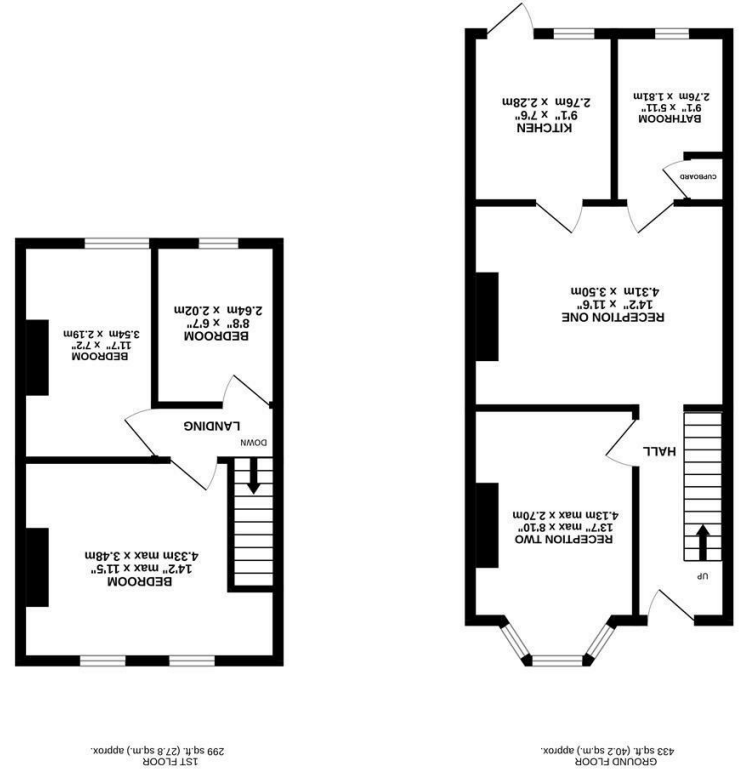 GROUND FLOOR
433 sq.ft. (40.2 sq.m.) approx.
UP
HALL
RECEPTION TWO
13'7" max x 8'10"
4.13m max x 2.70m
RECEPTION ONE
14'2" x 11'6"
4.31m x 3.50m
CUPBOARD
BATHROOM
9'1" x 5'11"
2.76m x 1.81m
KITCHEN
9'1" x 7'6"
2.76m x 2.28m
1ST FLOOR
299 sq.ft. (27.8 sq.m.) approx.
BEDROOM
14'2" max x 11'5"
4.33m max x 3.48m
DOWN
LANDING
BEDROOM
8'8" x 6'7"
2.64m x 2.02m
BEDROOM
11'7" x 7'2"
3.54m x 2.19m